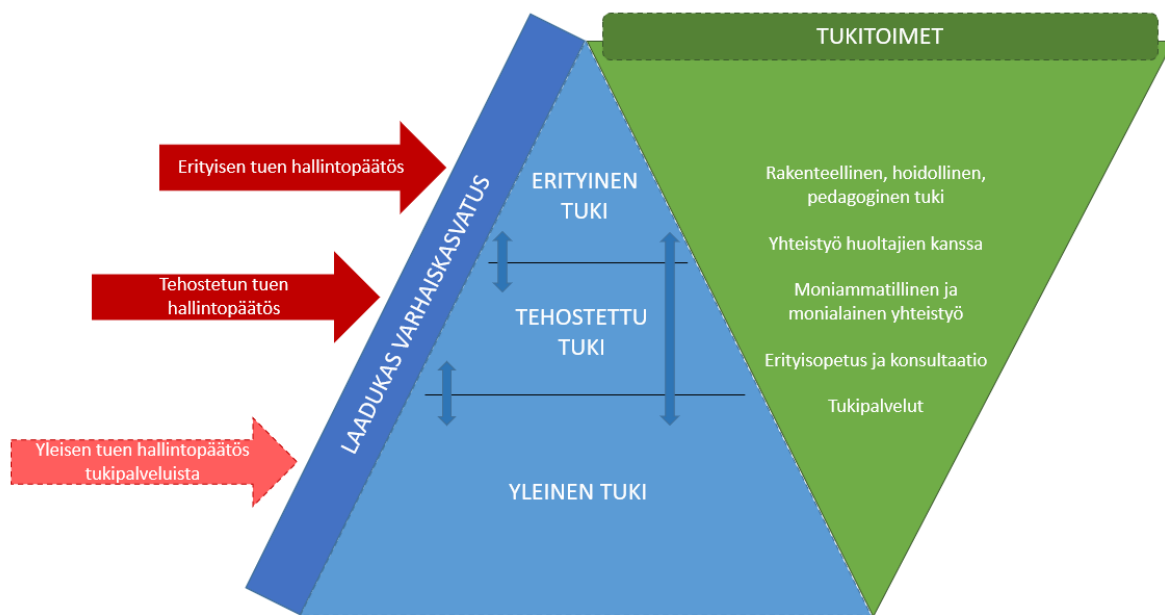 TUKITOIMET
Erityisen tuen hallintopäätös
Tehostetun tuen
hallintopäätös
Yleisen tuen hallintopäätös
tukipalveluista
LAADUKAS VARHAISKASVATUS
ERITYINEN
TUKI
TEHOSTETTU
TUKI
YLEINEN TUKI
Rakenteellinen, hoidollinen,
pedagoginen tuki
Yhteistyö huoltajien kanssa
Moniammatillinen ja
monialainen yhteistyö
Erityisopetus ja konsultaatio
Tukipalvelut